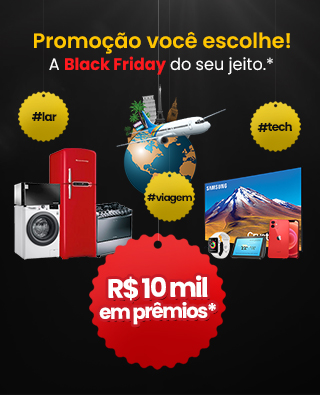 Promoção você escolhe!
A Black Friday do seu jeito.*
#lar
#tech
#viagem
SAMSUNG
R$ 10 mil
em prêmios*